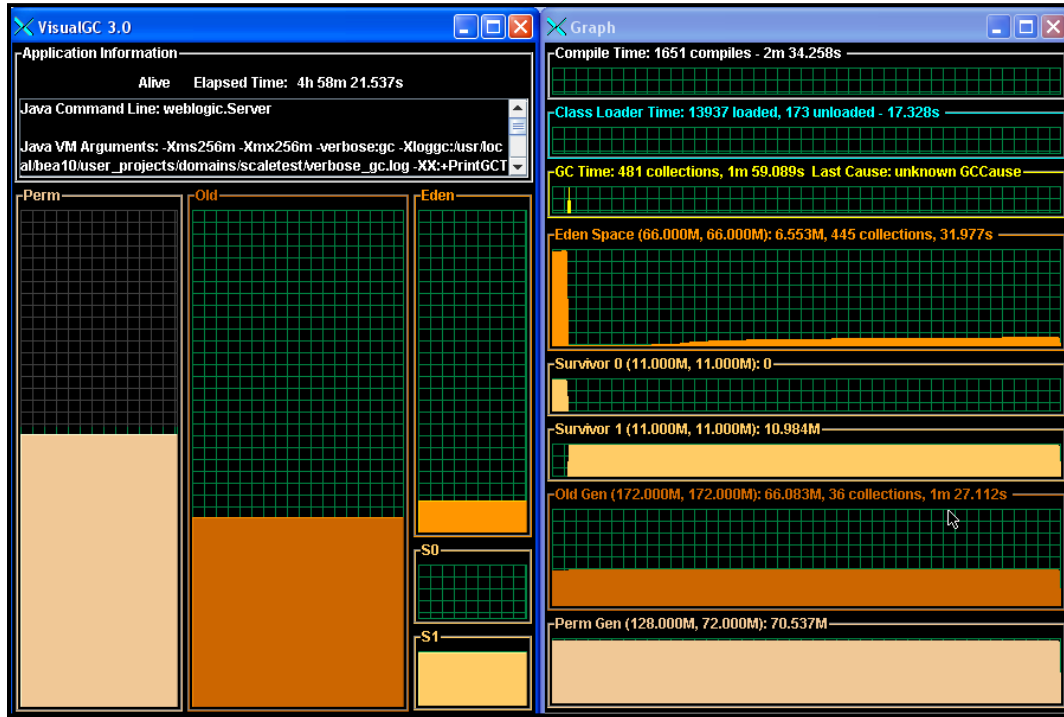 VisualGC 3.0
Application Information
Alive Elapsed Time: 4h 58m 21.537s
Java Command Line: weblogic.Server
Java VM Arguments: -Xms256m -Xmx256m -verbose:gc -Xloggc:/usr/loc
al/bea10/user_projects/domains/scaletest/verbose_gc.log -XX:+PrintGCT
Perm
Old
Eden
S0
S1
Graph
Compile Time: 1651 compiles - 2m 34.258s
Class Loader Time: 13937 loaded, 173 unloaded - 17.328s
GC Time: 481 collections, 1m 59.089s Last Cause: unknown GCCause
Eden Space (66.000M, 66.000M): 6.553M, 445 collections, 31.977s
Survivor 0 (11.000M, 11.000M): 0
Survivor 1 (11.000M, 11.000M): 10.984M
Old Gen (172.000M, 172.000M): 66.083M, 36 collections, 1m 27.112s
Perm Gen (128.000M, 72.000M): 70.537M